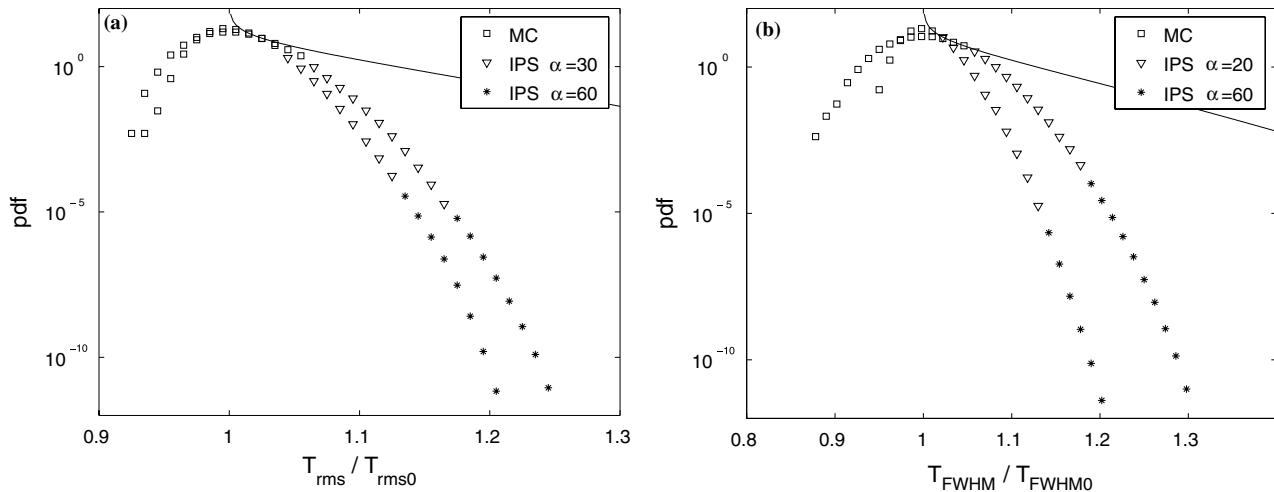 (a)
MC
IPS α=30
IPS α=60
pdf
10^0
10^-5
10^-10
0.9 1 1.1 1.2 1.3
T_rms / T_rms0
(b)
MC
IPS α=20
IPS α=60
pdf
10^0
10^-5
10^-10
0.8 0.9 1 1.1 1.2 1.3
T_FWHM / T_FWHM0